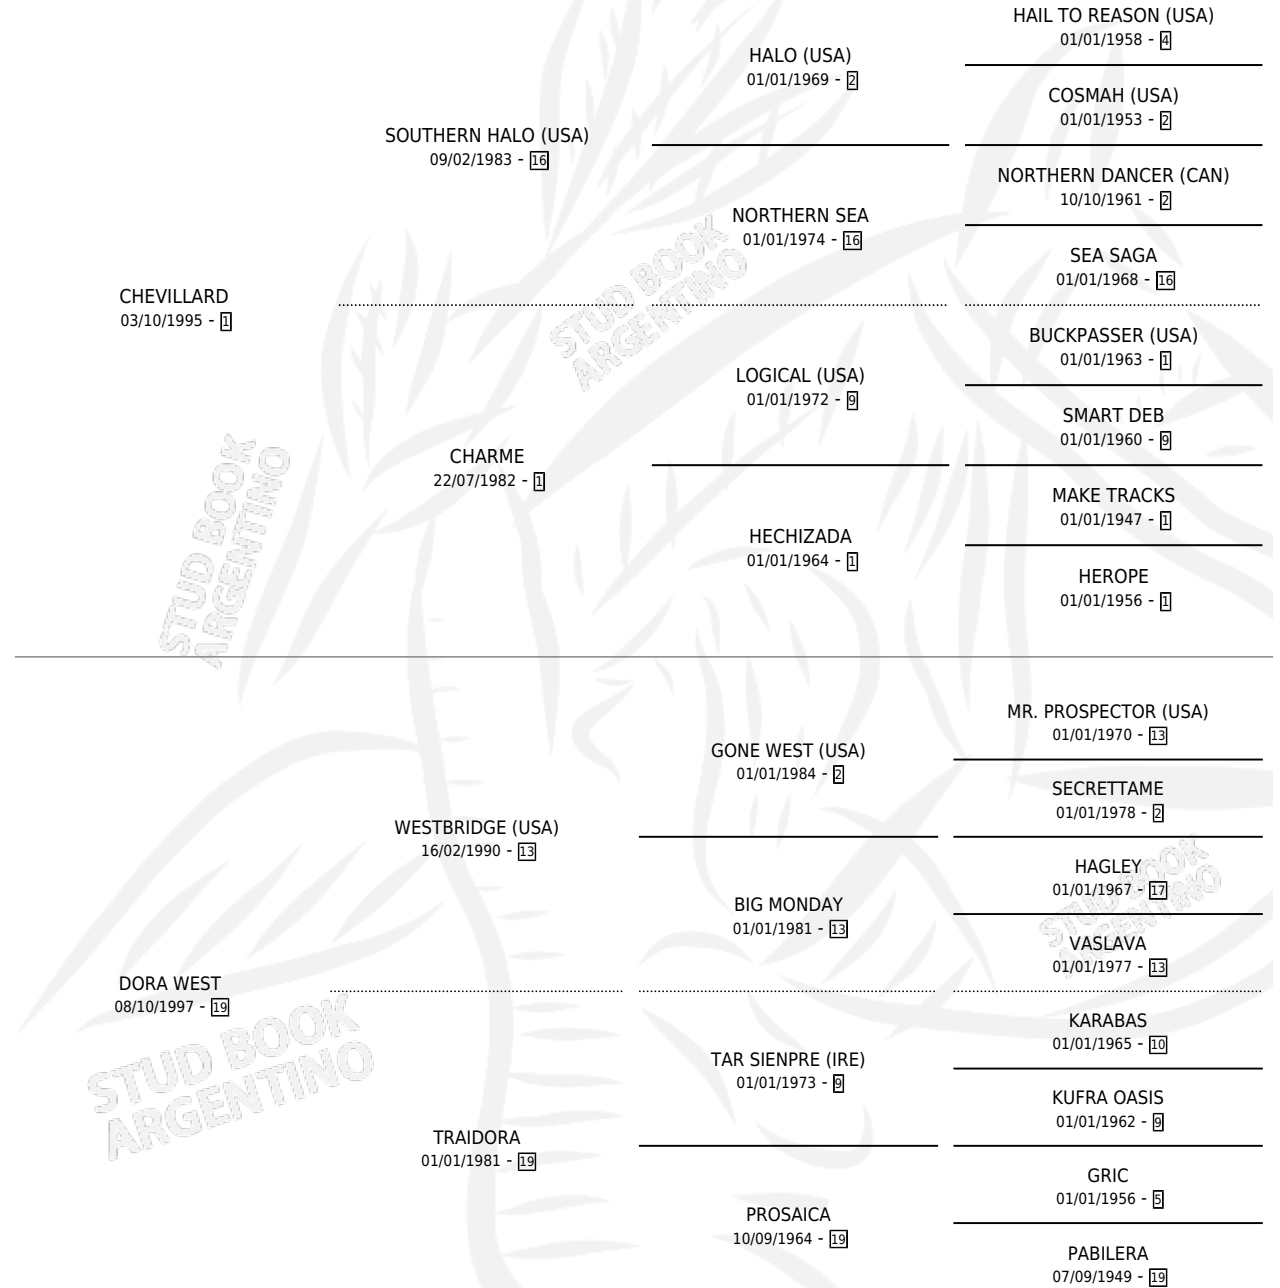 HAIL TO REASON (USA)
01/01/1958 - 4
HALO (USA)
01/01/1969 - 2
COSMAH (USA)
01/01/1953 - 2
SOUTHERN HALO (USA)
09/02/1983 - 16
NORTHERN DANCER (CAN)
10/10/1961 - 2
NORTHERN SEA
01/01/1974 - 16
SEA SAGA
01/01/1968 - 16
CHEVILLARD
03/10/1995 - 1
STUD BOOK
ARGENTINO
BUCKPASSER (USA)
01/01/1963 - 1
LOGICAL (USA)
01/01/1972 - 9
SMART DEB
01/01/1960 - 9
CHARME
22/07/1982 - 1
MAKE TRACKS
01/01/1947 - 1
HECHIZADA
01/01/1964 - 1
HEROPE
01/01/1956 - 1
STUD BOOK
ARGENTINO
MR. PROSPECTOR (USA)
01/01/1970 - 13
GONE WEST (USA)
01/01/1984 - 2
SECRETTAME
01/01/1978 - 2
WESTBRIDGE (USA)
16/02/1990 - 13
HAGLEY
01/01/1967 - 17
BIG MONDAY
01/01/1981 - 13
VASLAVA
01/01/1977 - 13
STUD BOOK
ARGENTINO
DORA WEST
08/10/1997 - 19
KARABAS
01/01/1965 - 10
TAR SIENPRE (IRE)
01/01/1973 - 9
KUFRA OASIS
01/01/1962 - 9
STUD BOOK
ARGENTINO
TRAIDORA
01/01/1981 - 19
GRIC
01/01/1956 - 5
PROSAICA
10/09/1964 - 19
PABILERA
07/09/1949 - 19